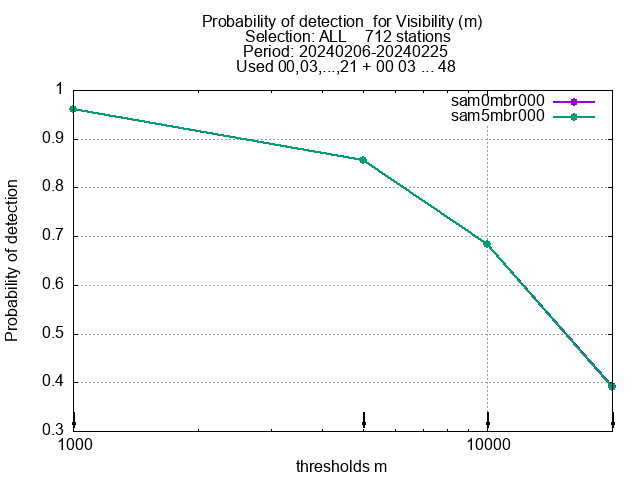 Probability of detection  for Visibility (m)
Selection: ALL    712 stations
Period: 20240206-20240225
Used 00,03,...,21 + 00 03 ... 48
sam0mbr000
sam5mbr000
1
0.9
0.8
0.7
0.6
0.5
0.4
0.3
Probability of detection
1000
10000
thresholds m